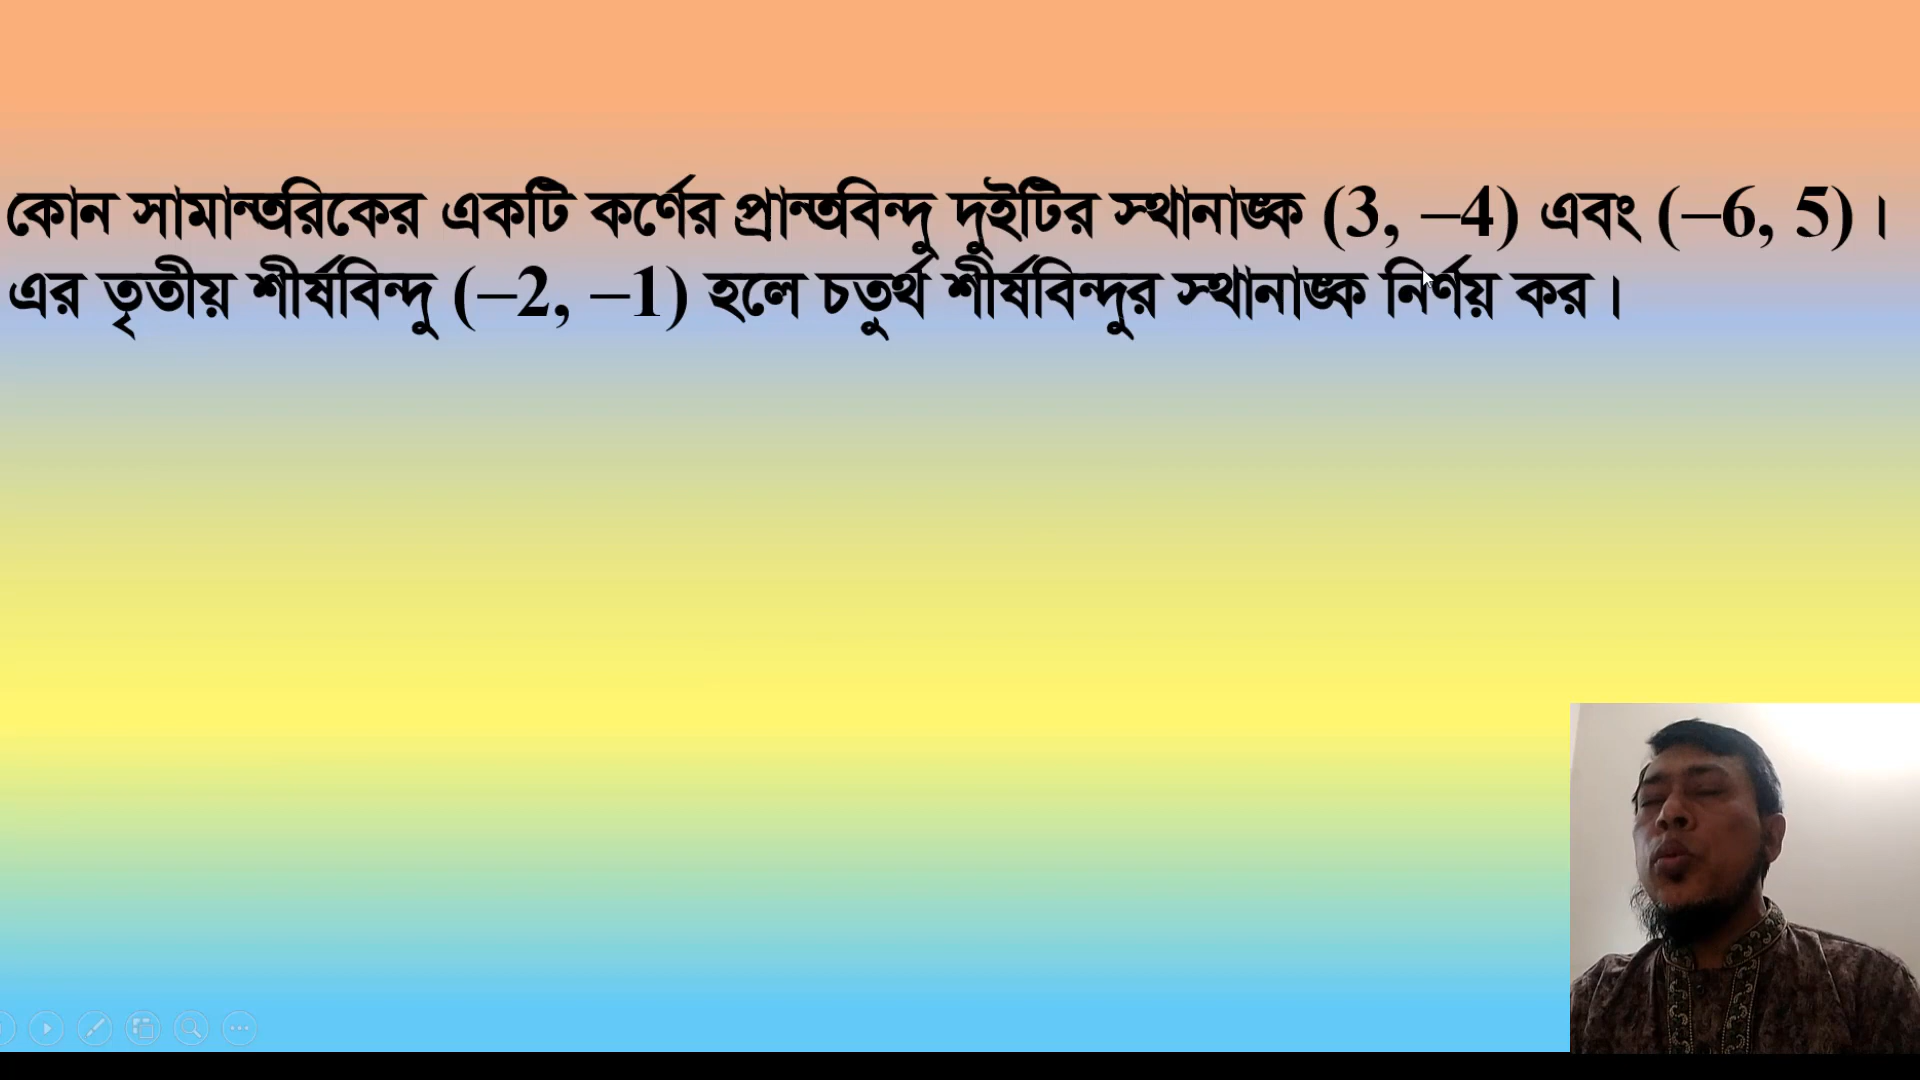 কোন সামান্তরিকের একটি কর্ণের প্রান্তবিন্দু দুইটির স্থানাঙ্ক (3, –4) এবং (–6, 5)।
এর তৃতীয় শীর্ষবিন্দু (–2, –1) হলে চতুর্থ শীর্ষবিন্দুর স্থানাঙ্ক নির্ণয় কর।